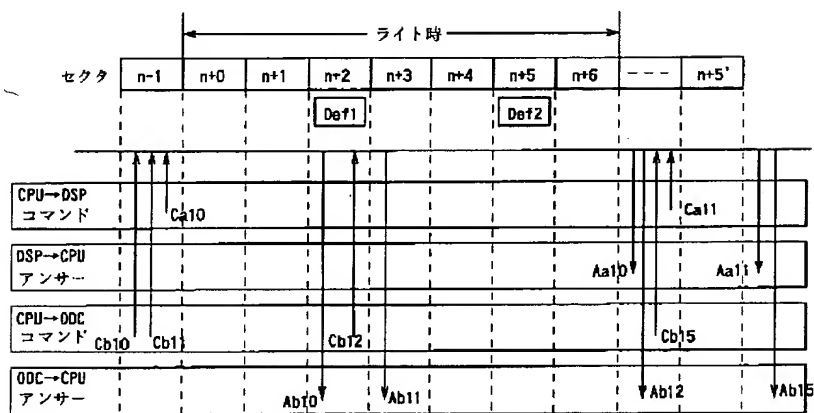 ライト時
セクタ n-1 n+0 n+1 n+2 n+3 n+4 n+5 n+6 --- n+5'
Def1 Def2
CPU→DSP
コマンド
Ca10 Ca11
DSP→CPU
アンサー
Aa10 Aa11
CPU→ODC
コマンド
Cb10 Cb11 Cb12 Cb15
ODC→CPU
アンサー
Ab10 Ab11 Ab12 Ab15